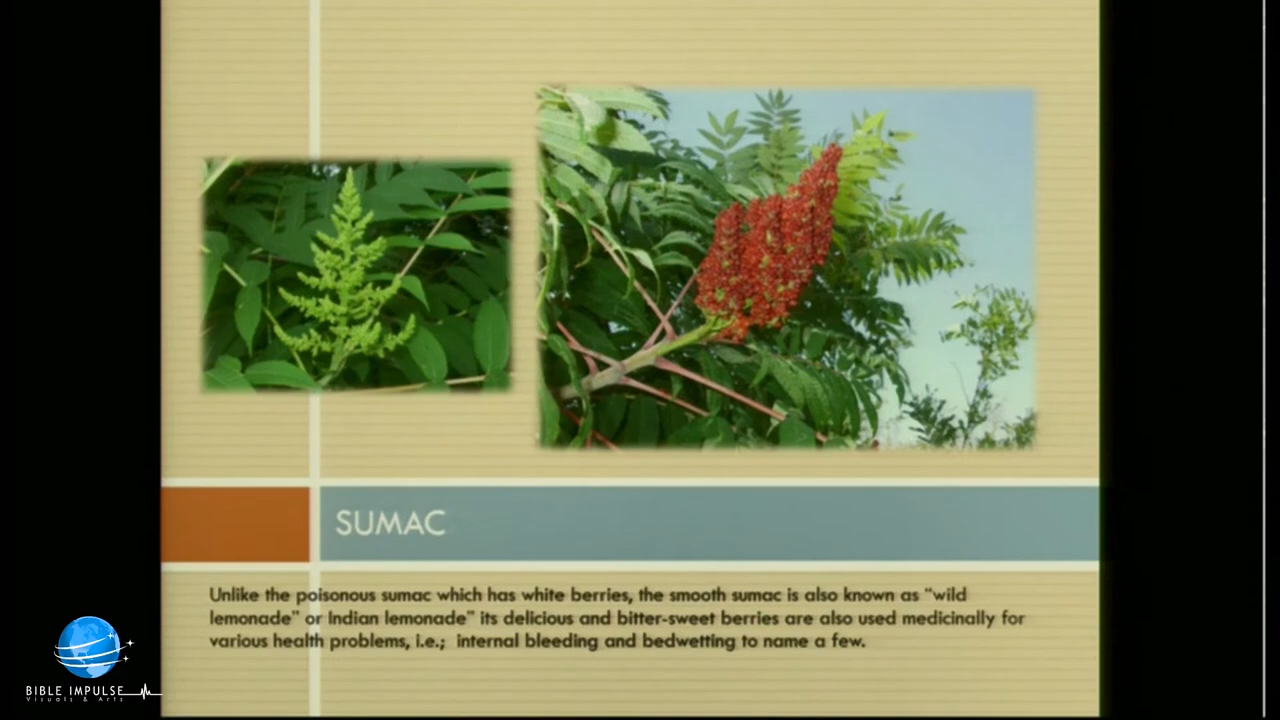 SUMAC
Unlike the poisonous sumac which has white berries, the smooth sumac is also known as “wild
lemonade” or Indian lemonade” its delicious and bitter-sweet berries are also used medicinally for
various health problems, i.e.;  internal bleeding and bedwetting to name a few.
BIBLE IMPULSE
Visuals & Arts